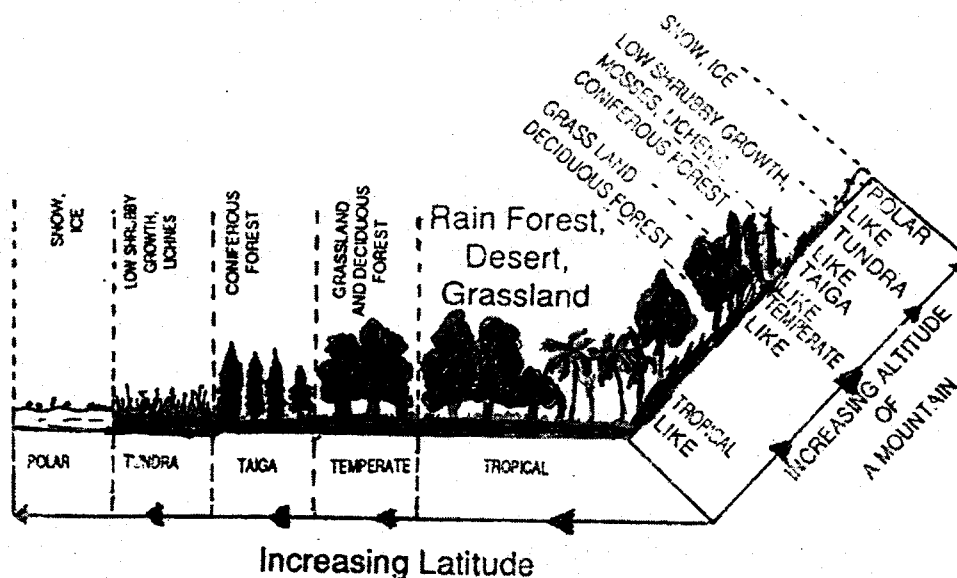 SNOW, ICE
LOW SHRUBBY GROWTH,
MOSSES, LICHENS
CONIFEROUS FOREST
GRASS LAND
DECIDUOUS FOREST
SNOW,
ICE
LOW SHRUBBY
GROWTH,
LICHNES
CONIFEROUS
FOREST
GRASSLAND
AND DECIDUOUS
FOREST
Rain Forest,
Desert,
Grassland
POLAR
LIKE
TUNDRA
LIKE
TAIGA
LIKE
TEMPERATE
LIKE
TROPICAL
LIKE
INCREASING ALTITUDE
OF
A MOUNTAIN
POLAR
TUNDRA
TAIGA
TEMPERATE
TROPICAL
Increasing Latitude